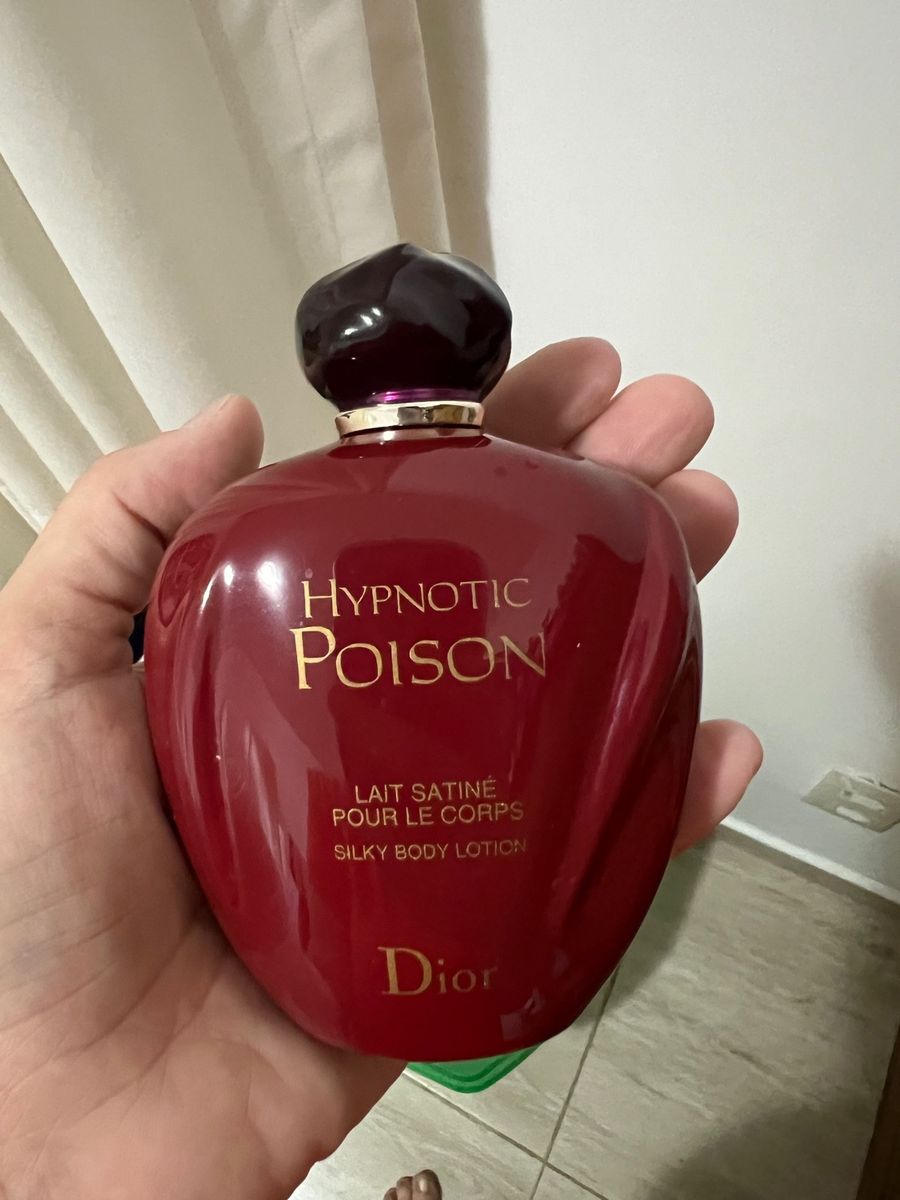 HYPNOTIC
POISON
LAIT SATINÉ
POUR LE CORPS
SILKY BODY LOTION
Dior